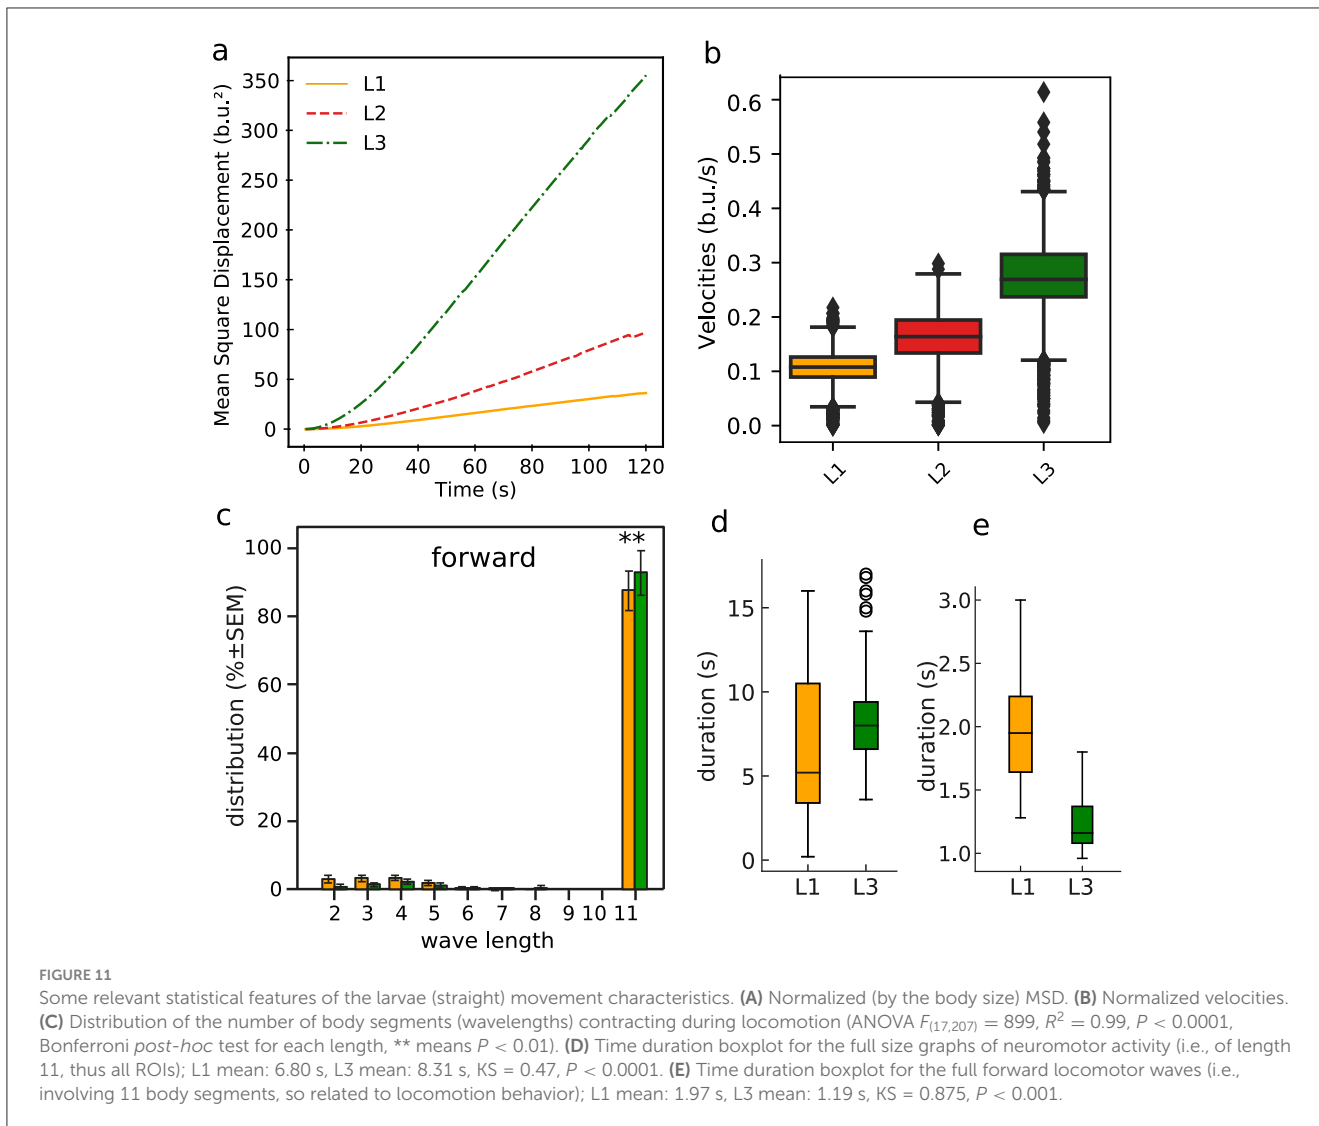 a
Mean Square Displacement (b.u.²)
350
300
250
200
150
100
50
0
L1
L2
L3
0 20 40 60 80 100 120
Time (s)
b
Velocities (b.u./s)
0.6
0.5
0.4
0.3
0.2
0.1
0.0
L1 L2 L3
c
forward
**
distribution (%±SEM)
100
80
60
40
20
0
2 3 4 5 6 7 8 9 10 11
wave length
d
duration (s)
15
10
5
0
L1 L3
e
duration (s)
3.0
2.5
2.0
1.5
1.0
L1 L3
FIGURE 11
Some relevant statistical features of the larvae (straight) movement characteristics. (A) Normalized (by the body size) MSD. (B) Normalized velocities.
(C) Distribution of the number of body segments (wavelengths) contracting during locomotion (ANOVA F(17,207) = 899, R² = 0.99, P < 0.0001,
Bonferroni post-hoc test for each length, ** means P < 0.01). (D) Time duration boxplot for the full size graphs of neuromotor activity (i.e., of length
11, thus all ROIs); L1 mean: 6.80 s, L3 mean: 8.31 s, KS = 0.47, P < 0.0001. (E) Time duration boxplot for the full forward locomotor waves (i.e.,
involving 11 body segments, so related to locomotion behavior); L1 mean: 1.97 s, L3 mean: 1.19 s, KS = 0.875, P < 0.001.